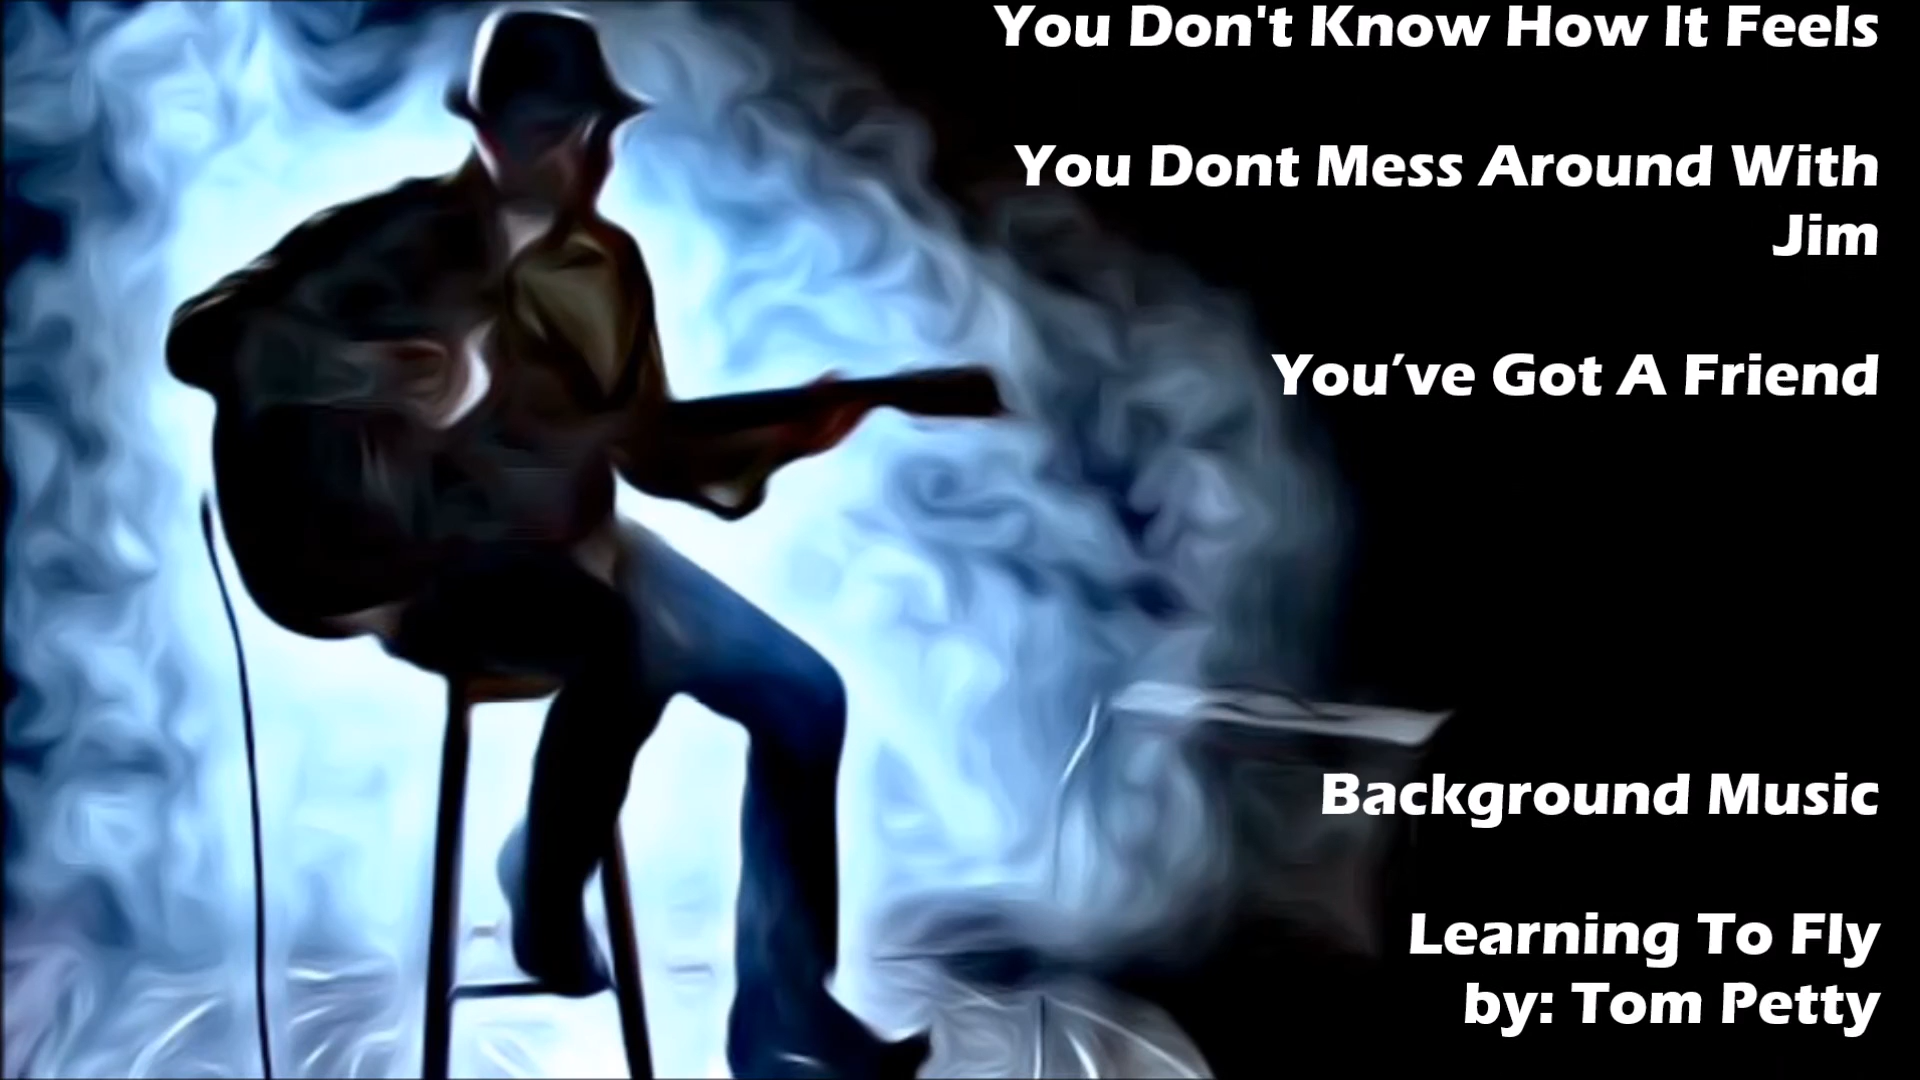 You Don't Know How It Feels
You Dont Mess Around With
Jim
You’ve Got A Friend
Background Music
Learning To Fly
by: Tom Petty